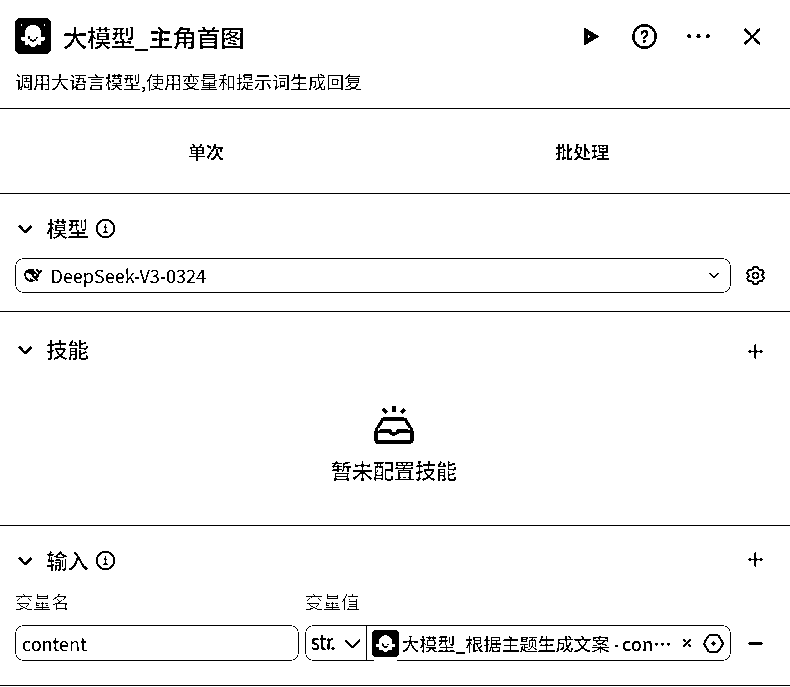 大模型_主角首图
调用大语言模型,使用变量和提示词生成回复
单次 批处理
模型
DeepSeek-V3-0324
技能
暂未配置技能
输入
变量名 变量值
content str. 大模型_根据主题生成文案 - con···